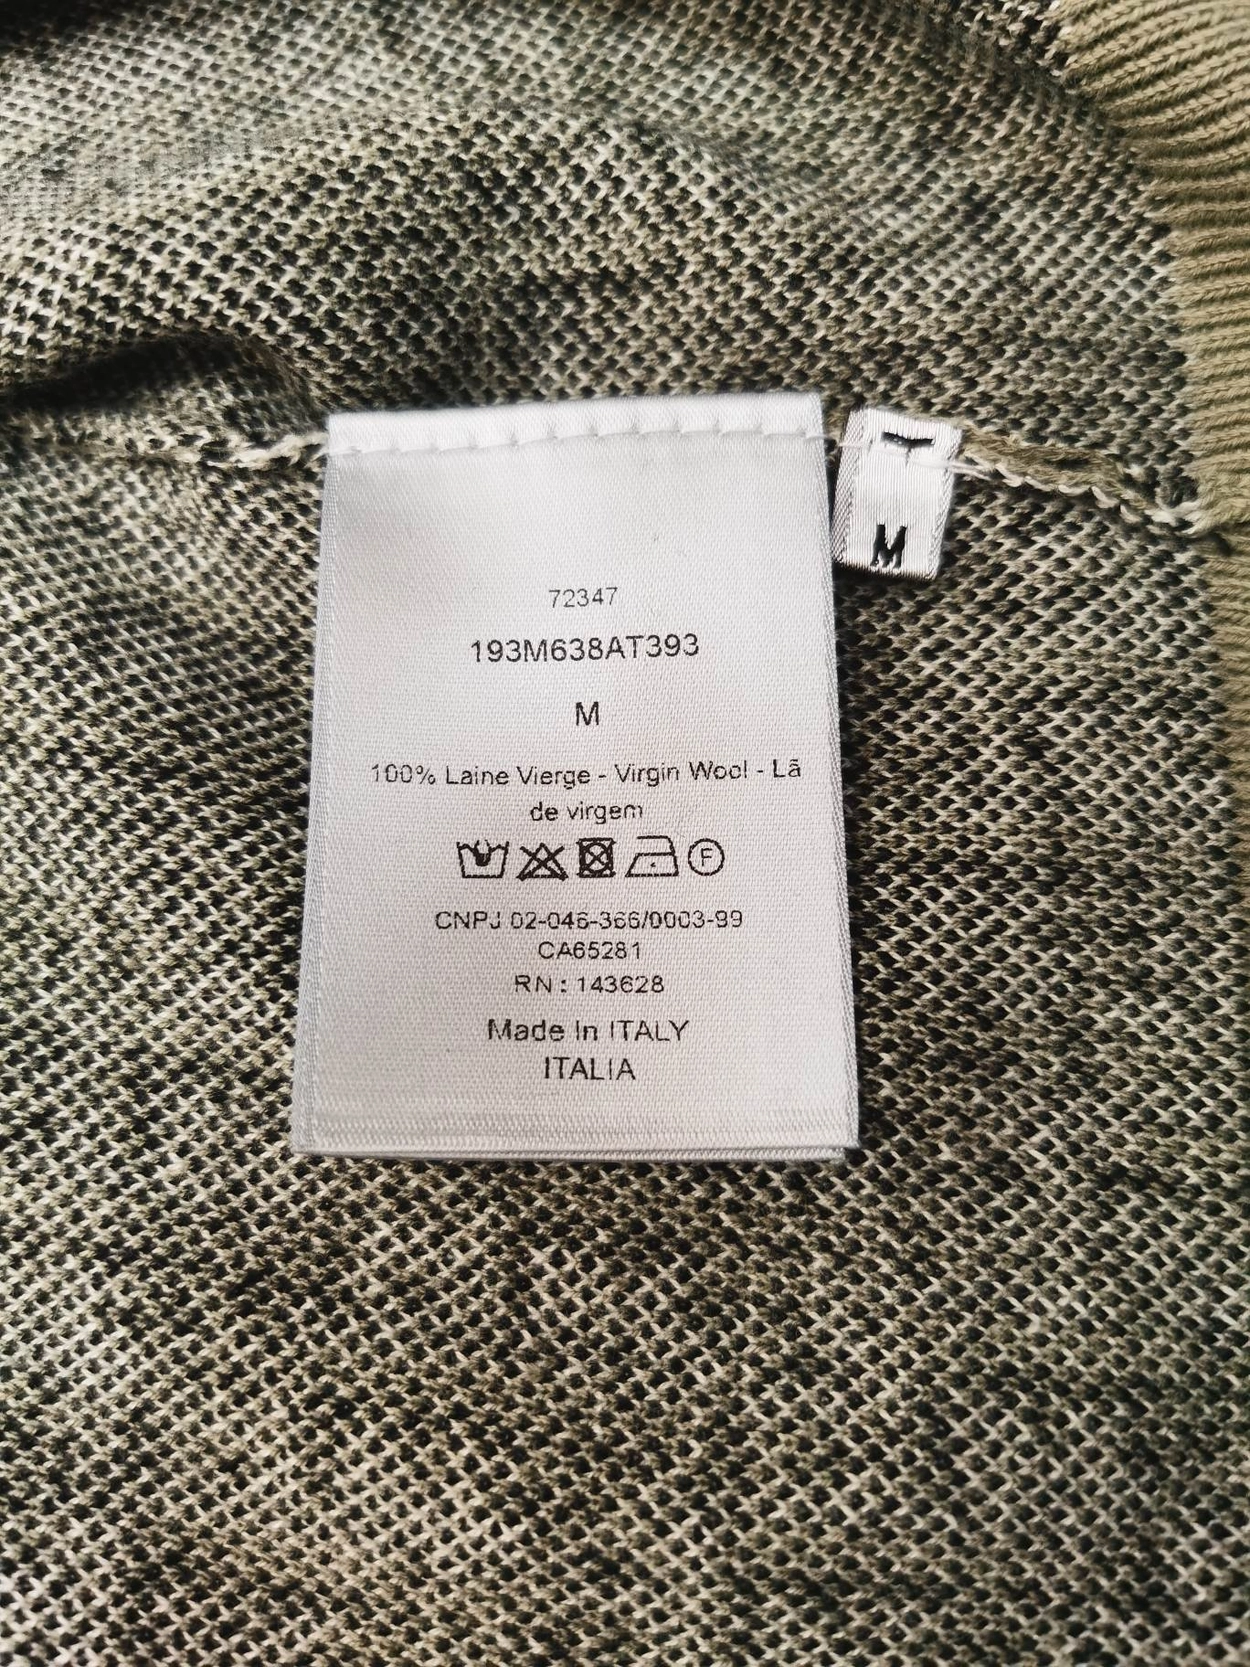 72347
193M638AT393
M
100% Laine Vierge - Virgin Wool - Lã
de virgem
F
CNPJ 02-046-366/0003-99
CA65281
RN : 143628
Made In ITALY
ITALIA
M